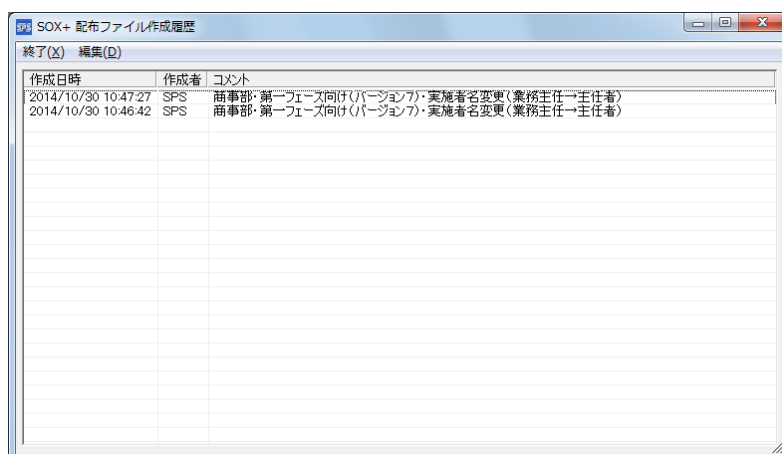 SPS SOX+ 配布ファイル作成履歴
終了(X) 編集(D)
作成日時 作成者 コメント
2014/10/30 10:47:27 SPS 商事部・第一フェーズ向け(バージョン7)・実施者名変更(業務主任→主任者)
2014/10/30 10:46:42 SPS 商事部・第一フェーズ向け(バージョン7)・実施者名変更(業務主任→主任者)